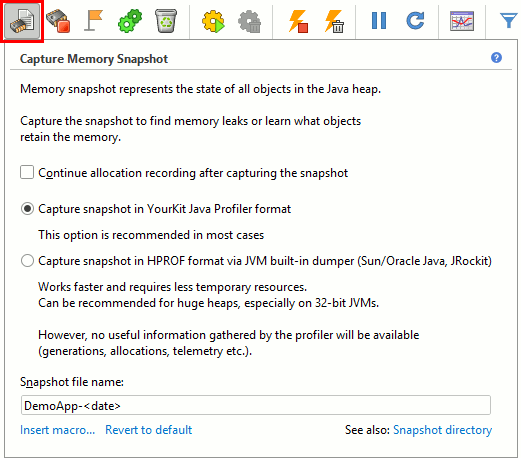 Capture Memory Snapshot
Memory snapshot represents the state of all objects in the Java heap.
Capture the snapshot to find memory leaks or learn what objects
retain the memory.
Continue allocation recording after capturing the snapshot
Capture snapshot in YourKit Java Profiler format
This option is recommended in most cases
Capture snapshot in HPROF format via JVM built-in dumper (Sun/Oracle Java, JRockit)
Works faster and requires less temporary resources.
Can be recommended for huge heaps, especially on 32-bit JVMs.
However, no useful information gathered by the profiler will be available
(generations, allocations, telemetry etc.).
Snapshot file name:
DemoApp-<date>
Insert macro... Revert to default See also: Snapshot directory